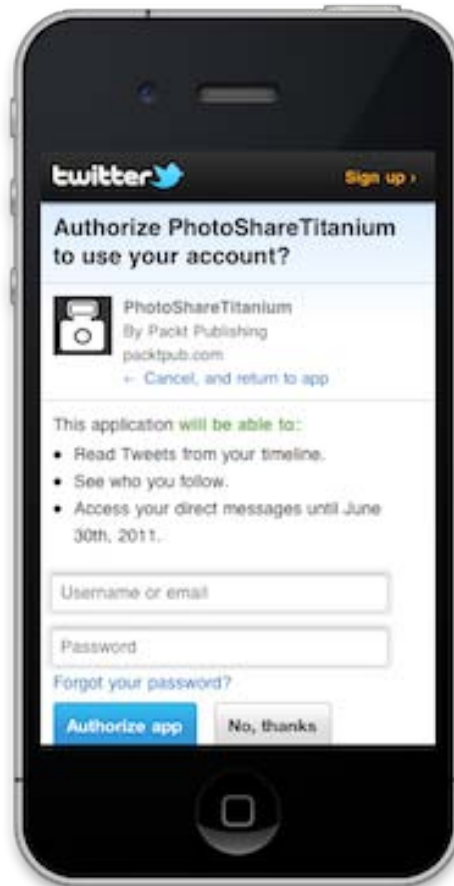 twitter
Sign up ›
Authorize PhotoShareTitanium
to use your account?
PhotoShareTitanium
By Packt Publishing
packtpub.com
← Cancel, and return to app
This application will be able to:
• Read Tweets from your timeline.
• See who you follow.
• Access your direct messages until June
30th, 2011.
Username or email
Password
Forgot your password?
Authorize app
No, thanks